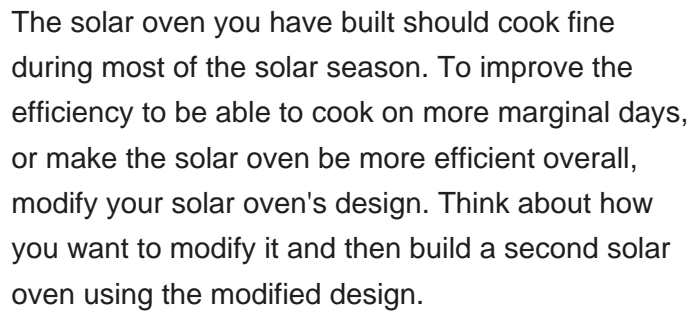 The solar oven you have built should cook fine
during most of the solar season. To improve the
efficiency to be able to cook on more marginal days,
or make the solar oven be more efficient overall,
modify your solar oven's design. Think about how
you want to modify it and then build a second solar
oven using the modified design.